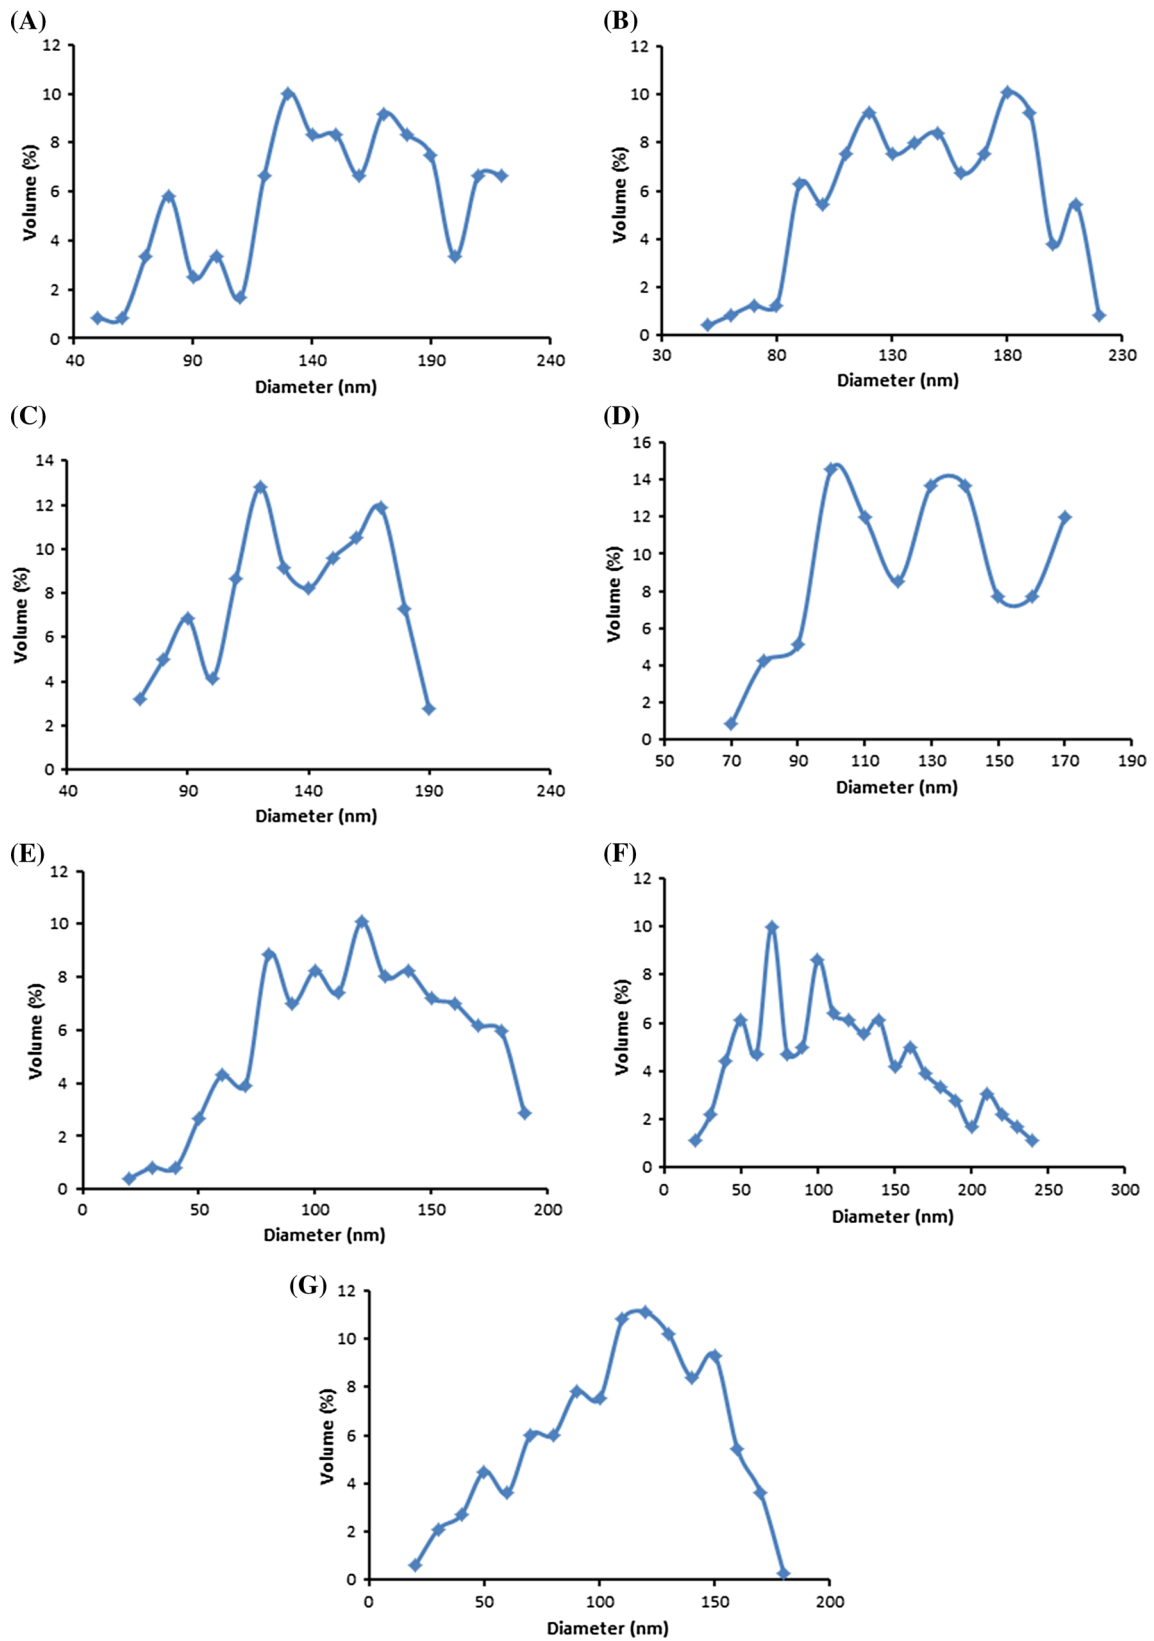 (A)
12
10
8
6
4
2
0
Volume (%)
40 90 140 190 240
Diameter (nm)
(B)
12
10
8
6
4
2
0
Volume (%)
30 80 130 180 230
Diameter (nm)
(C)
14
12
10
8
6
4
2
0
Volume (%)
40 90 140 190 240
Diameter (nm)
(D)
16
14
12
10
8
6
4
2
0
Volume (%)
50 70 90 110 130 150 170 190
Diameter (nm)
(E)
12
10
8
6
4
2
0
Volume (%)
0 50 100 150 200
Diameter (nm)
(F)
12
10
8
6
4
2
0
Volume (%)
0 50 100 150 200 250 300
Diameter (nm)
(G)
12
10
8
6
4
2
0
Volume (%)
0 50 100 150 200
Diameter (nm)